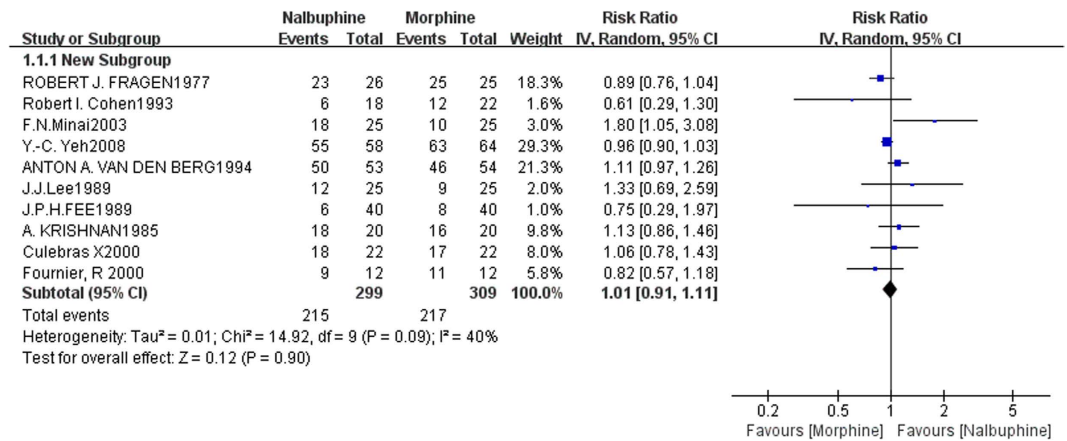 Nalbuphine Morphine Risk Ratio Risk Ratio
Study or Subgroup Events Total Events Total Weight IV, Random, 95% CI IV, Random, 95% CI
1.1.1 New Subgroup
ROBERT J. FRAGEN1977 23 26 25 25 18.3% 0.89 [0.76, 1.04]
Robert I. Cohen1993 6 18 12 22 1.6% 0.61 [0.29, 1.30]
F.N.Minai2003 18 25 10 25 3.0% 1.80 [1.05, 3.08]
Y.-C. Yeh2008 55 58 63 64 29.3% 0.96 [0.90, 1.03]
ANTON A. VAN DEN BERG1994 50 53 46 54 21.3% 1.11 [0.97, 1.26]
J.J.Lee1989 12 25 9 25 2.0% 1.33 [0.69, 2.59]
J.P.H.FEE1989 6 40 8 40 1.0% 0.75 [0.29, 1.97]
A. KRISHNAN1985 18 20 16 20 9.8% 1.13 [0.86, 1.46]
Culebras X2000 18 22 17 22 8.0% 1.06 [0.78, 1.43]
Fournier, R 2000 9 12 11 12 5.8% 0.82 [0.57, 1.18]
Subtotal (95% CI) 299 309 100.0% 1.01 [0.91, 1.11]
Total events 215 217
Heterogeneity: Tau² = 0.01; Chi² = 14.92, df = 9 (P = 0.09); I² = 40%
Test for overall effect: Z = 0.12 (P = 0.90)
0.2 0.5 1 2 5
Favours [Morphine] Favours [Nalbuphine]